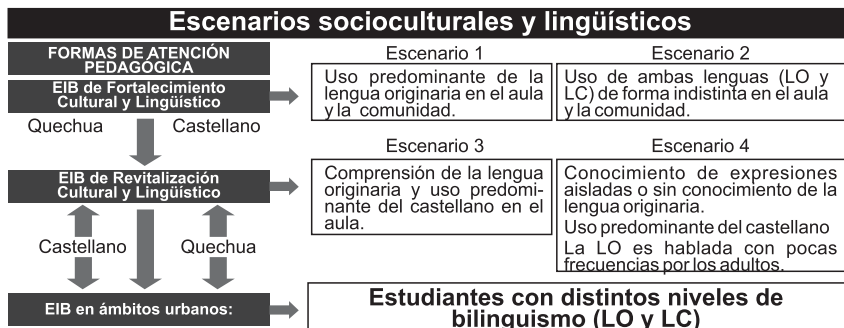 Escenarios socioculturales y lingüísticos
FORMAS DE ATENCIÓN
PEDAGÓGICA
EIB de Fortalecimiento
Cultural y Lingüístico
Quechua Castellano
EIB de Revitalización
Cultural y Lingüístico
Castellano Quechua
EIB en ámbitos urbanos:
Escenario 1
Uso predominante de la
lengua originaria en el aula
y la comunidad.
Escenario 2
Uso de ambas lenguas (LO y
LC) de forma indistinta en el aula
y la comunidad.
Escenario 3
Comprensión de la lengua
originaria y uso predomi-
nante del castellano en el
aula.
Escenario 4
Conocimiento de expresiones
aisladas o sin conocimiento de la
lengua originaria.
Uso predominante del castellano
La LO es hablada con pocas
frecuencias por los adultos.
Estudiantes con distintos niveles de
bilinguismo (LO y LC)